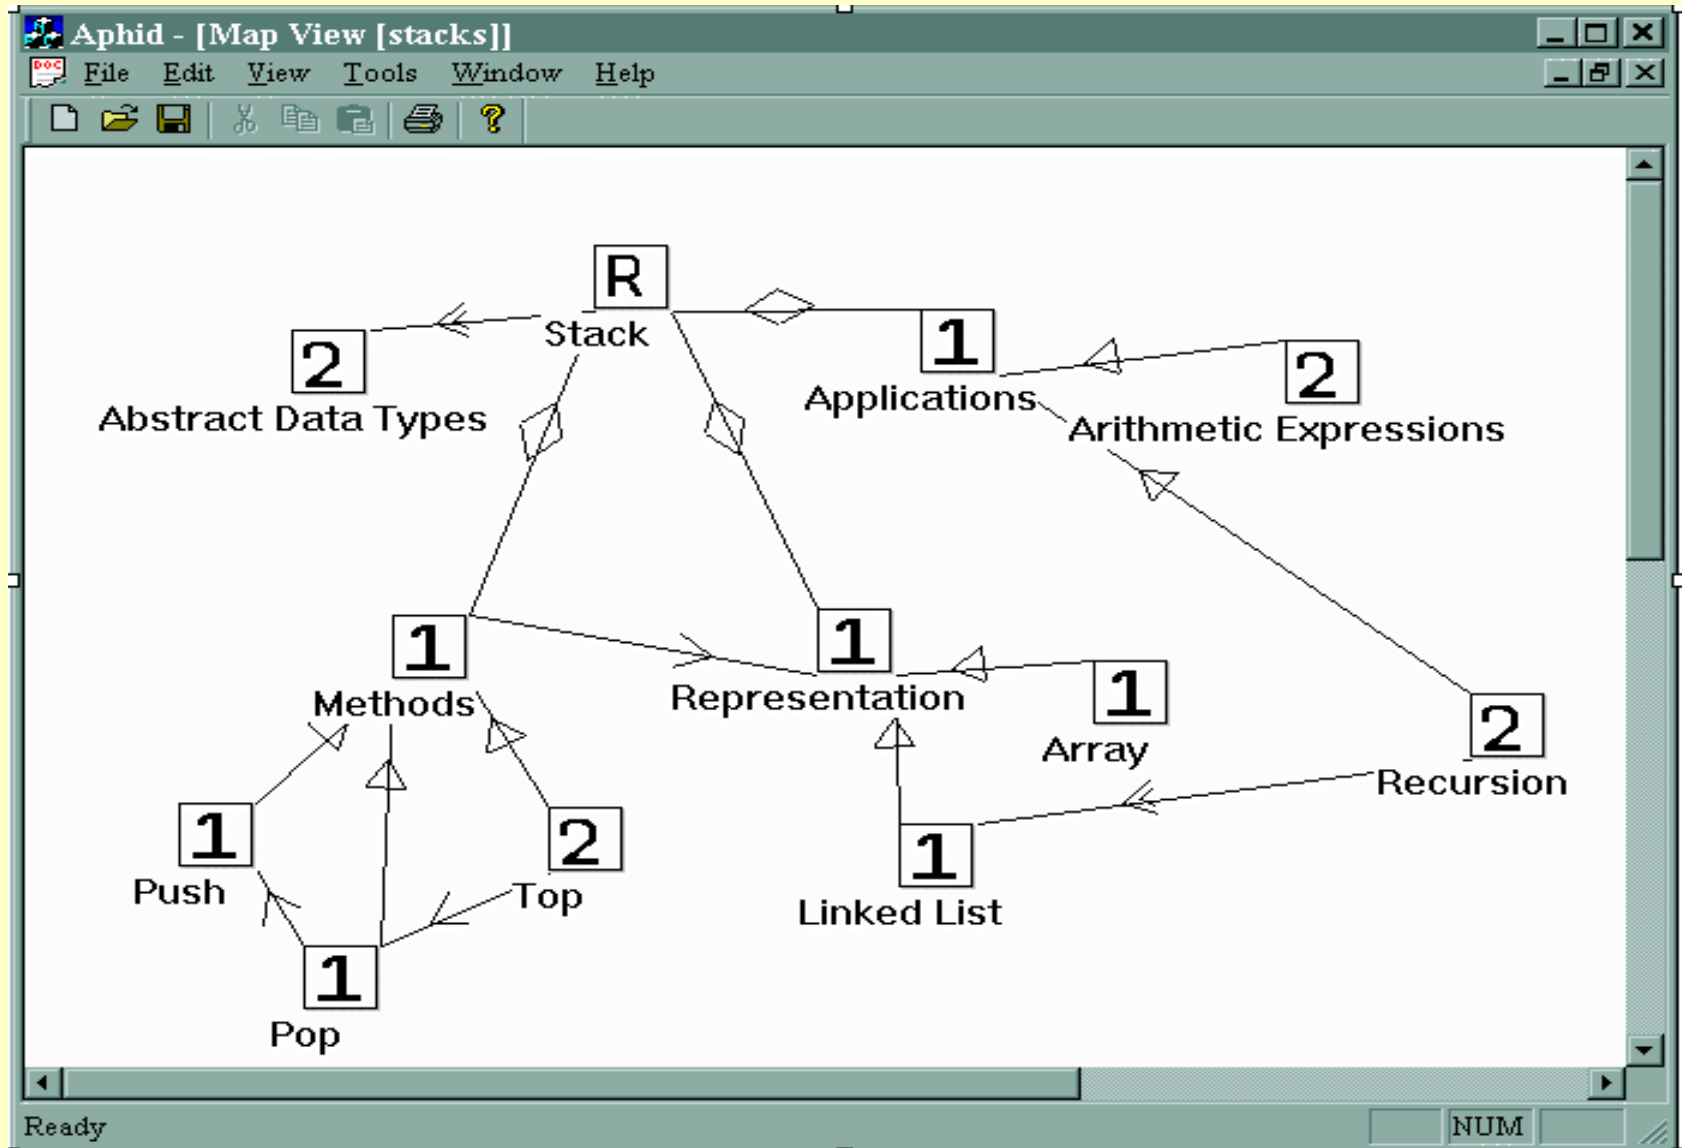 Aphid - [Map View [stacks]]
DOC
File Edit View Tools Window Help
?
R
Stack
2
Abstract Data Types
1
Applications
2
Arithmetic Expressions
1
Methods
1
Representation
1
Array
2
Recursion
1
Push
2
Top
1
Linked List
1
Pop
Ready
NUM